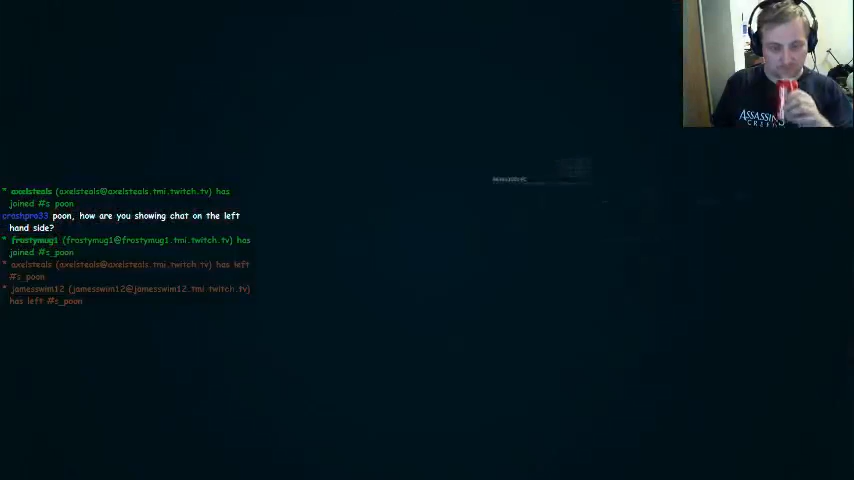 * axelsteals (axelsteals@axelsteals.tmi.twitch.tv) has
joined #s_poon
crashpro33 poon, how are you showing chat on the left
hand side?
* frostymug1 (frostymug1@frostymug1.tmi.twitch.tv) has
joined #s_poon
* axelsteals (axelsteals@axelsteals.tmi.twitch.tv) has left
#s_poon
* jamesswim12 (jamesswim12@jamesswim12.tmi.twitch.tv)
has left #s_poon
ASSASSIN
CREED